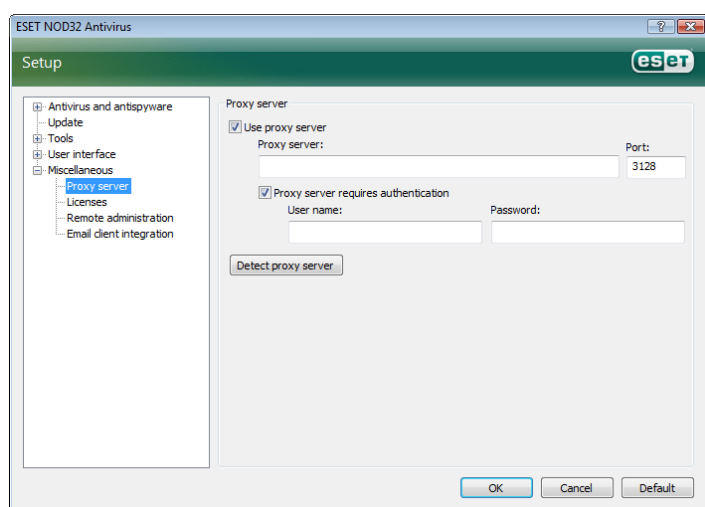 ESET NOD32 Antivirus
Setup
eset
Antivirus and antispyware
Update
Tools
User interface
Miscellaneous
Proxy server
Licenses
Remote administration
Email client integration
Proxy server
Use proxy server
Proxy server:
Port:
3128
Proxy server requires authentication
User name:
Password:
Detect proxy server
OK
Cancel
Default